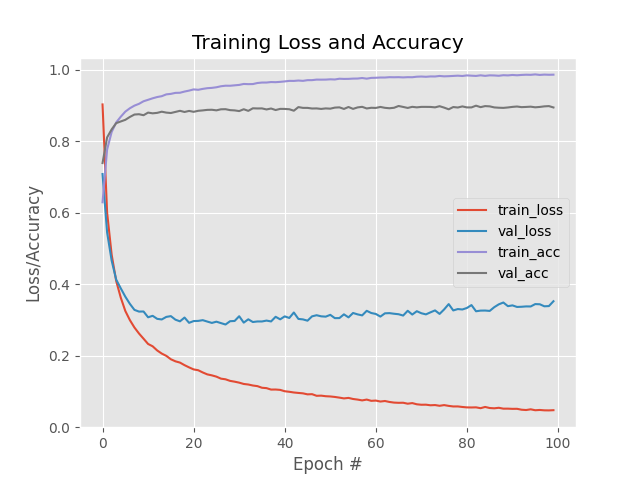 Training Loss and Accuracy
1.0
0.8
0.6
0.4
0.2
0.0
Loss/Accuracy
train_loss
val_loss
train_acc
val_acc
0 20 40 60 80 100
Epoch #